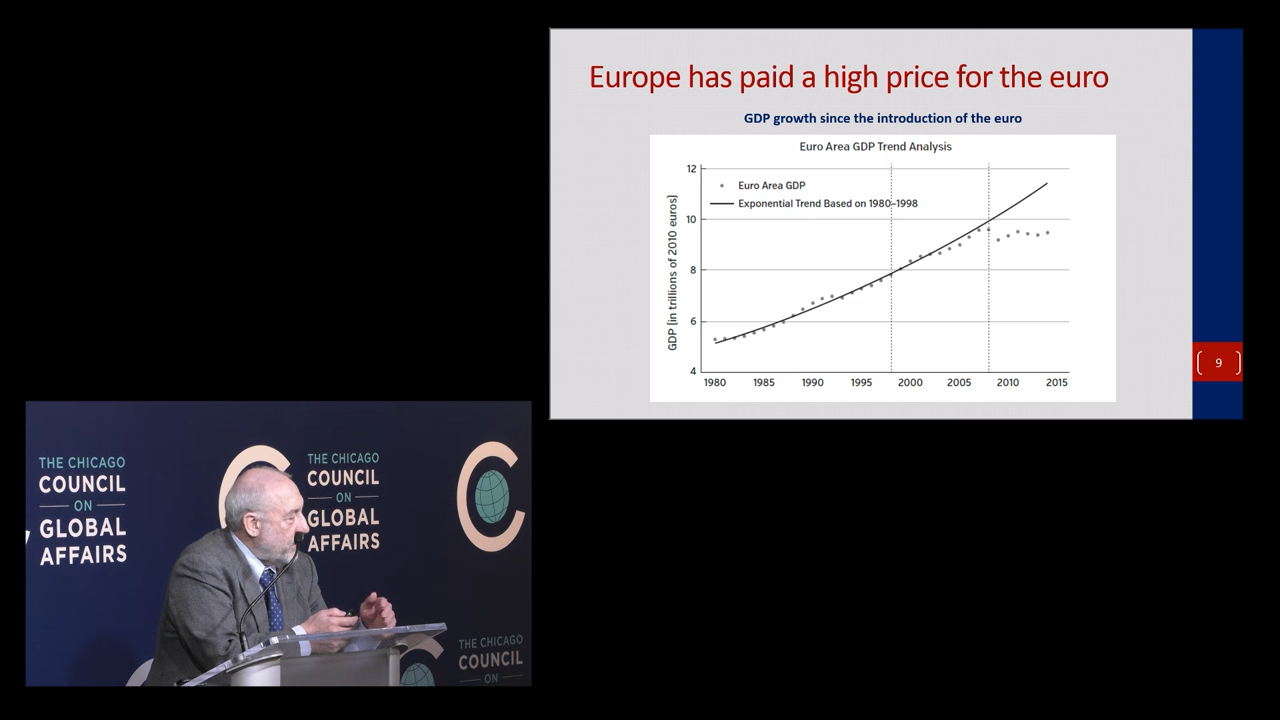 Europe has paid a high price for the euro
GDP growth since the introduction of the euro
Euro Area GDP Trend Analysis
12
10
8
6
4
GDP (in trillions of 2010 euros)
Euro Area GDP
Exponential Trend Based on 1980–1998
1980 1985 1990 1995 2000 2005 2010 2015
9
THE CHICAGO
COUNCIL
ON
GLOBAL
AFFAIRS
THE CHICAGO
COUNCIL
ON
GLOBAL
AFFAIRS
THE CHICAGO
COUNCIL
ON